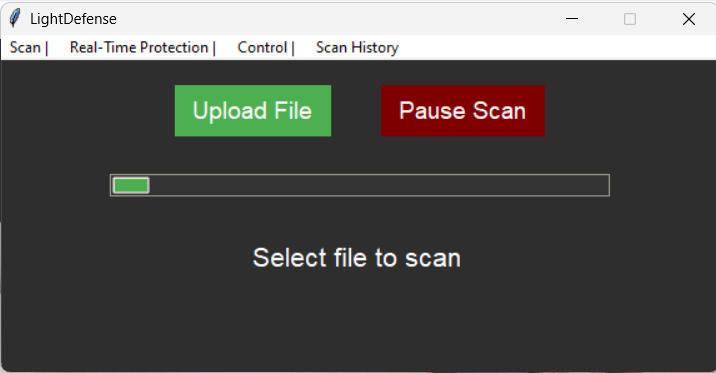 LightDefense
Scan | Real-Time Protection | Control | Scan History
Upload File Pause Scan
Select file to scan